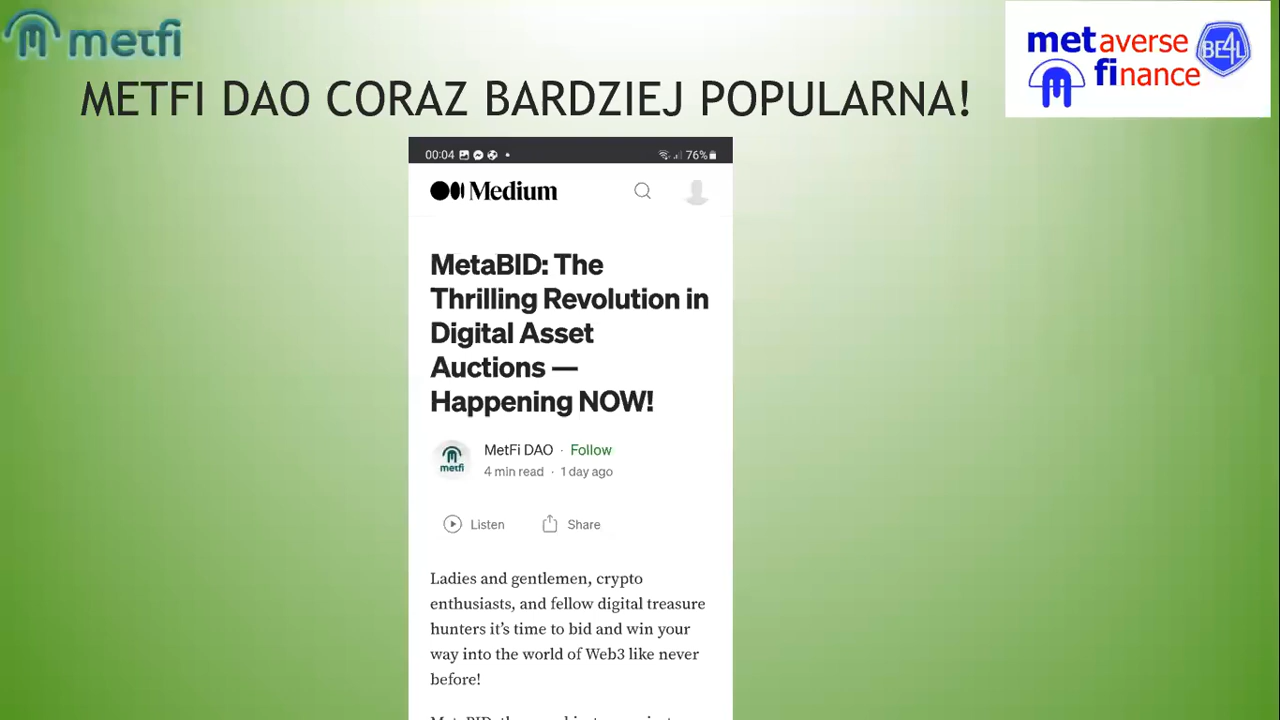 metfi
metaverse
finance
BE4L
METFI DAO CORAZ BARDZIEJ POPULARNA!
00:04
76%
Medium
MetaBID: The
Thrilling Revolution in
Digital Asset
Auctions —
Happening NOW!
metfi
MetFi DAO · Follow
4 min read · 1 day ago
Listen
Share
Ladies and gentlemen, crypto
enthusiasts, and fellow digital treasure
hunters it's time to bid and win your
way into the world of Web3 like never
before!